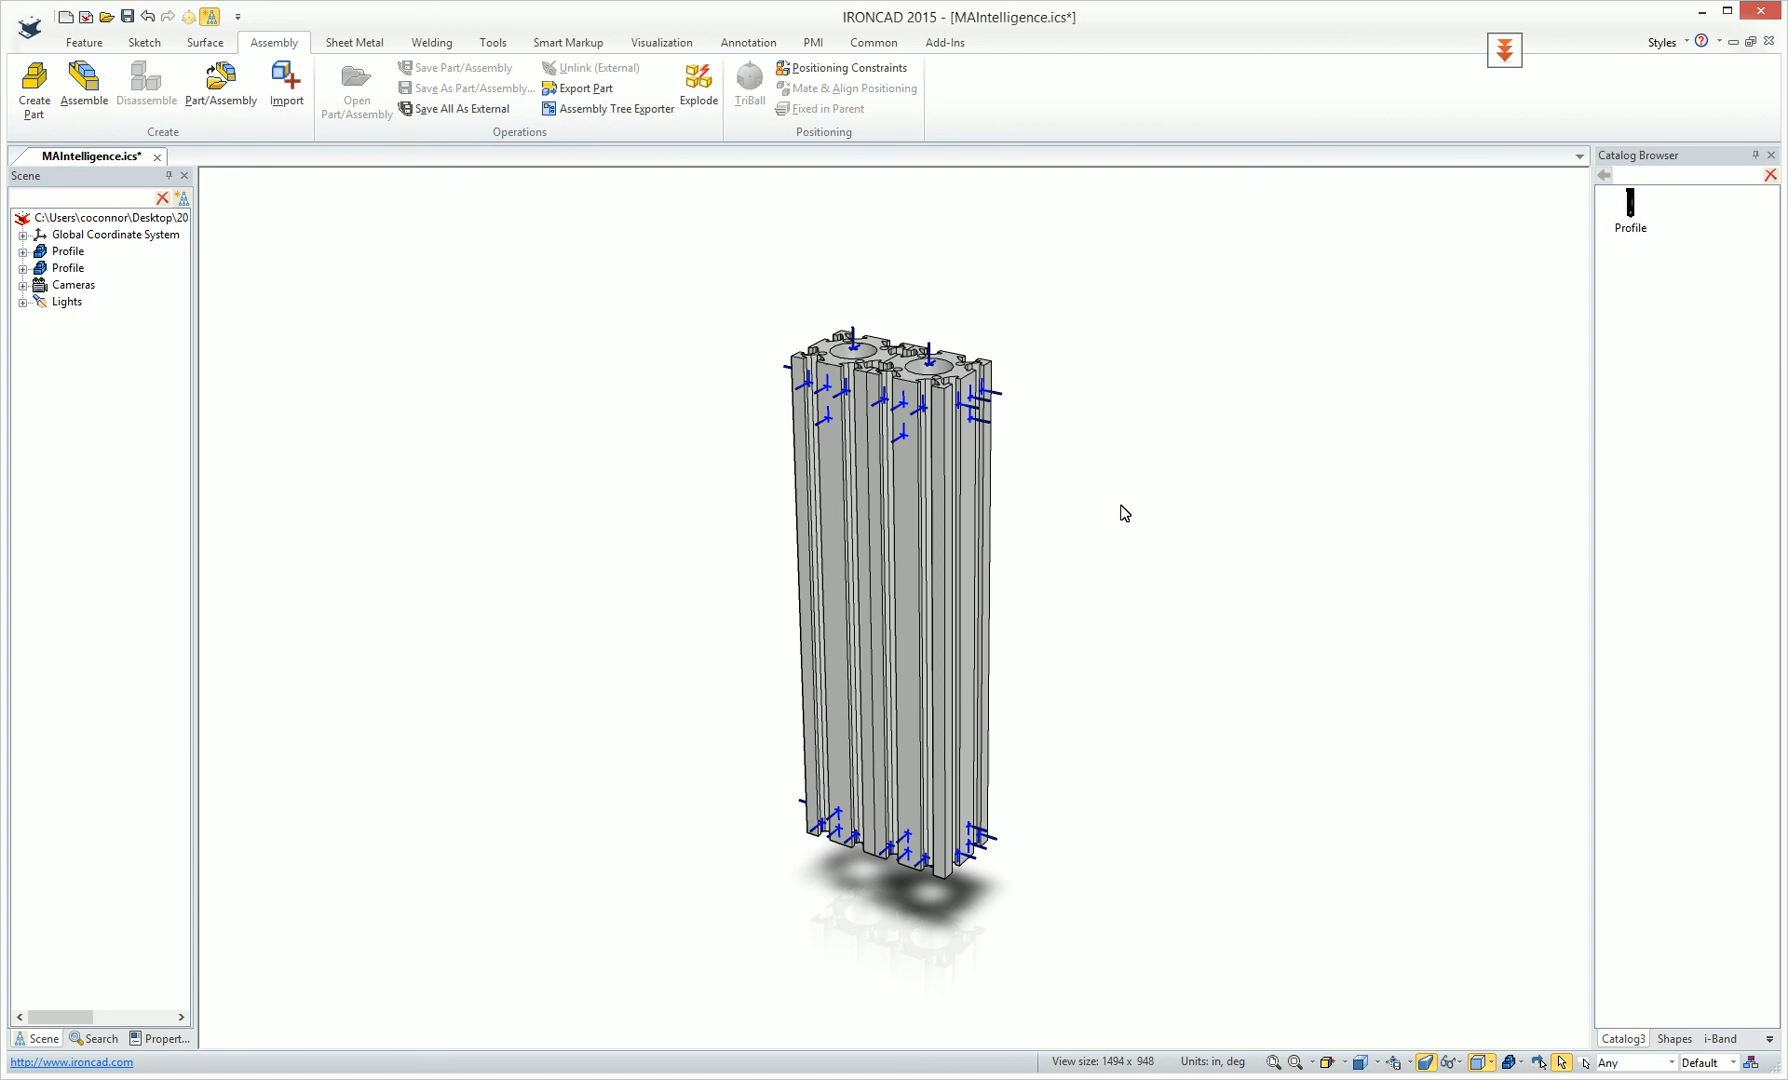 IRONCAD 2015 - [MAIntelligence.ics*]
Feature Sketch Surface Assembly Sheet Metal Welding Tools Smart Markup Visualization Annotation PMI Common Add-Ins Styles
Create Part
Assemble
Disassemble
Part/Assembly
Import
Create
Open Part/Assembly
Save Part/Assembly
Save As Part/Assembly...
Save All As External
Unlink (External)
Export Part
Assembly Tree Exporter
Explode
Operations
TriBall
Positioning Constraints
Mate & Align Positioning
Fixed in Parent
Positioning
MAIntelligence.ics*
Scene
C:\Users\coconnor\Desktop\20
Global Coordinate System
Profile
Profile
Cameras
Lights
Catalog Browser
Profile
Scene Search Propert...
Catalog3 Shapes i-Band
http://www.ironcad.com
View size: 1494 x 948 Units: in, deg Any Default